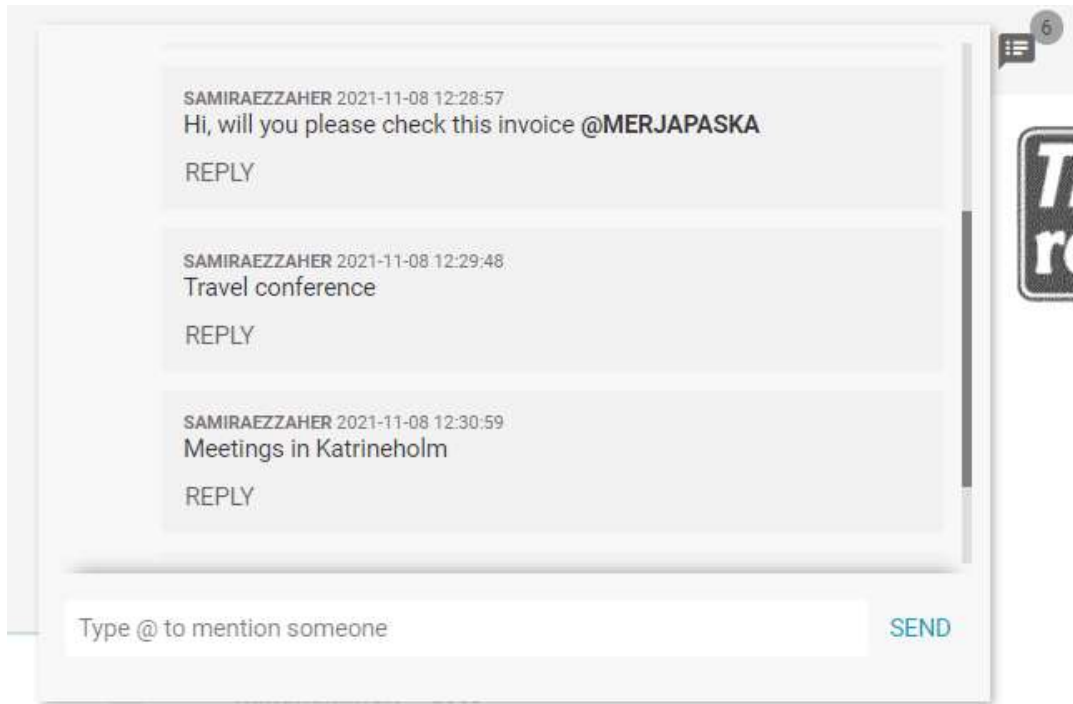 6
SAMIRAEZZAHER 2021-11-08 12:28:57
Hi, will you please check this invoice @MERJAPASKA
REPLY
SAMIRAEZZAHER 2021-11-08 12:29:48
Travel conference
REPLY
SAMIRAEZZAHER 2021-11-08 12:30:59
Meetings in Katrineholm
REPLY
Type @ to mention someone
SEND